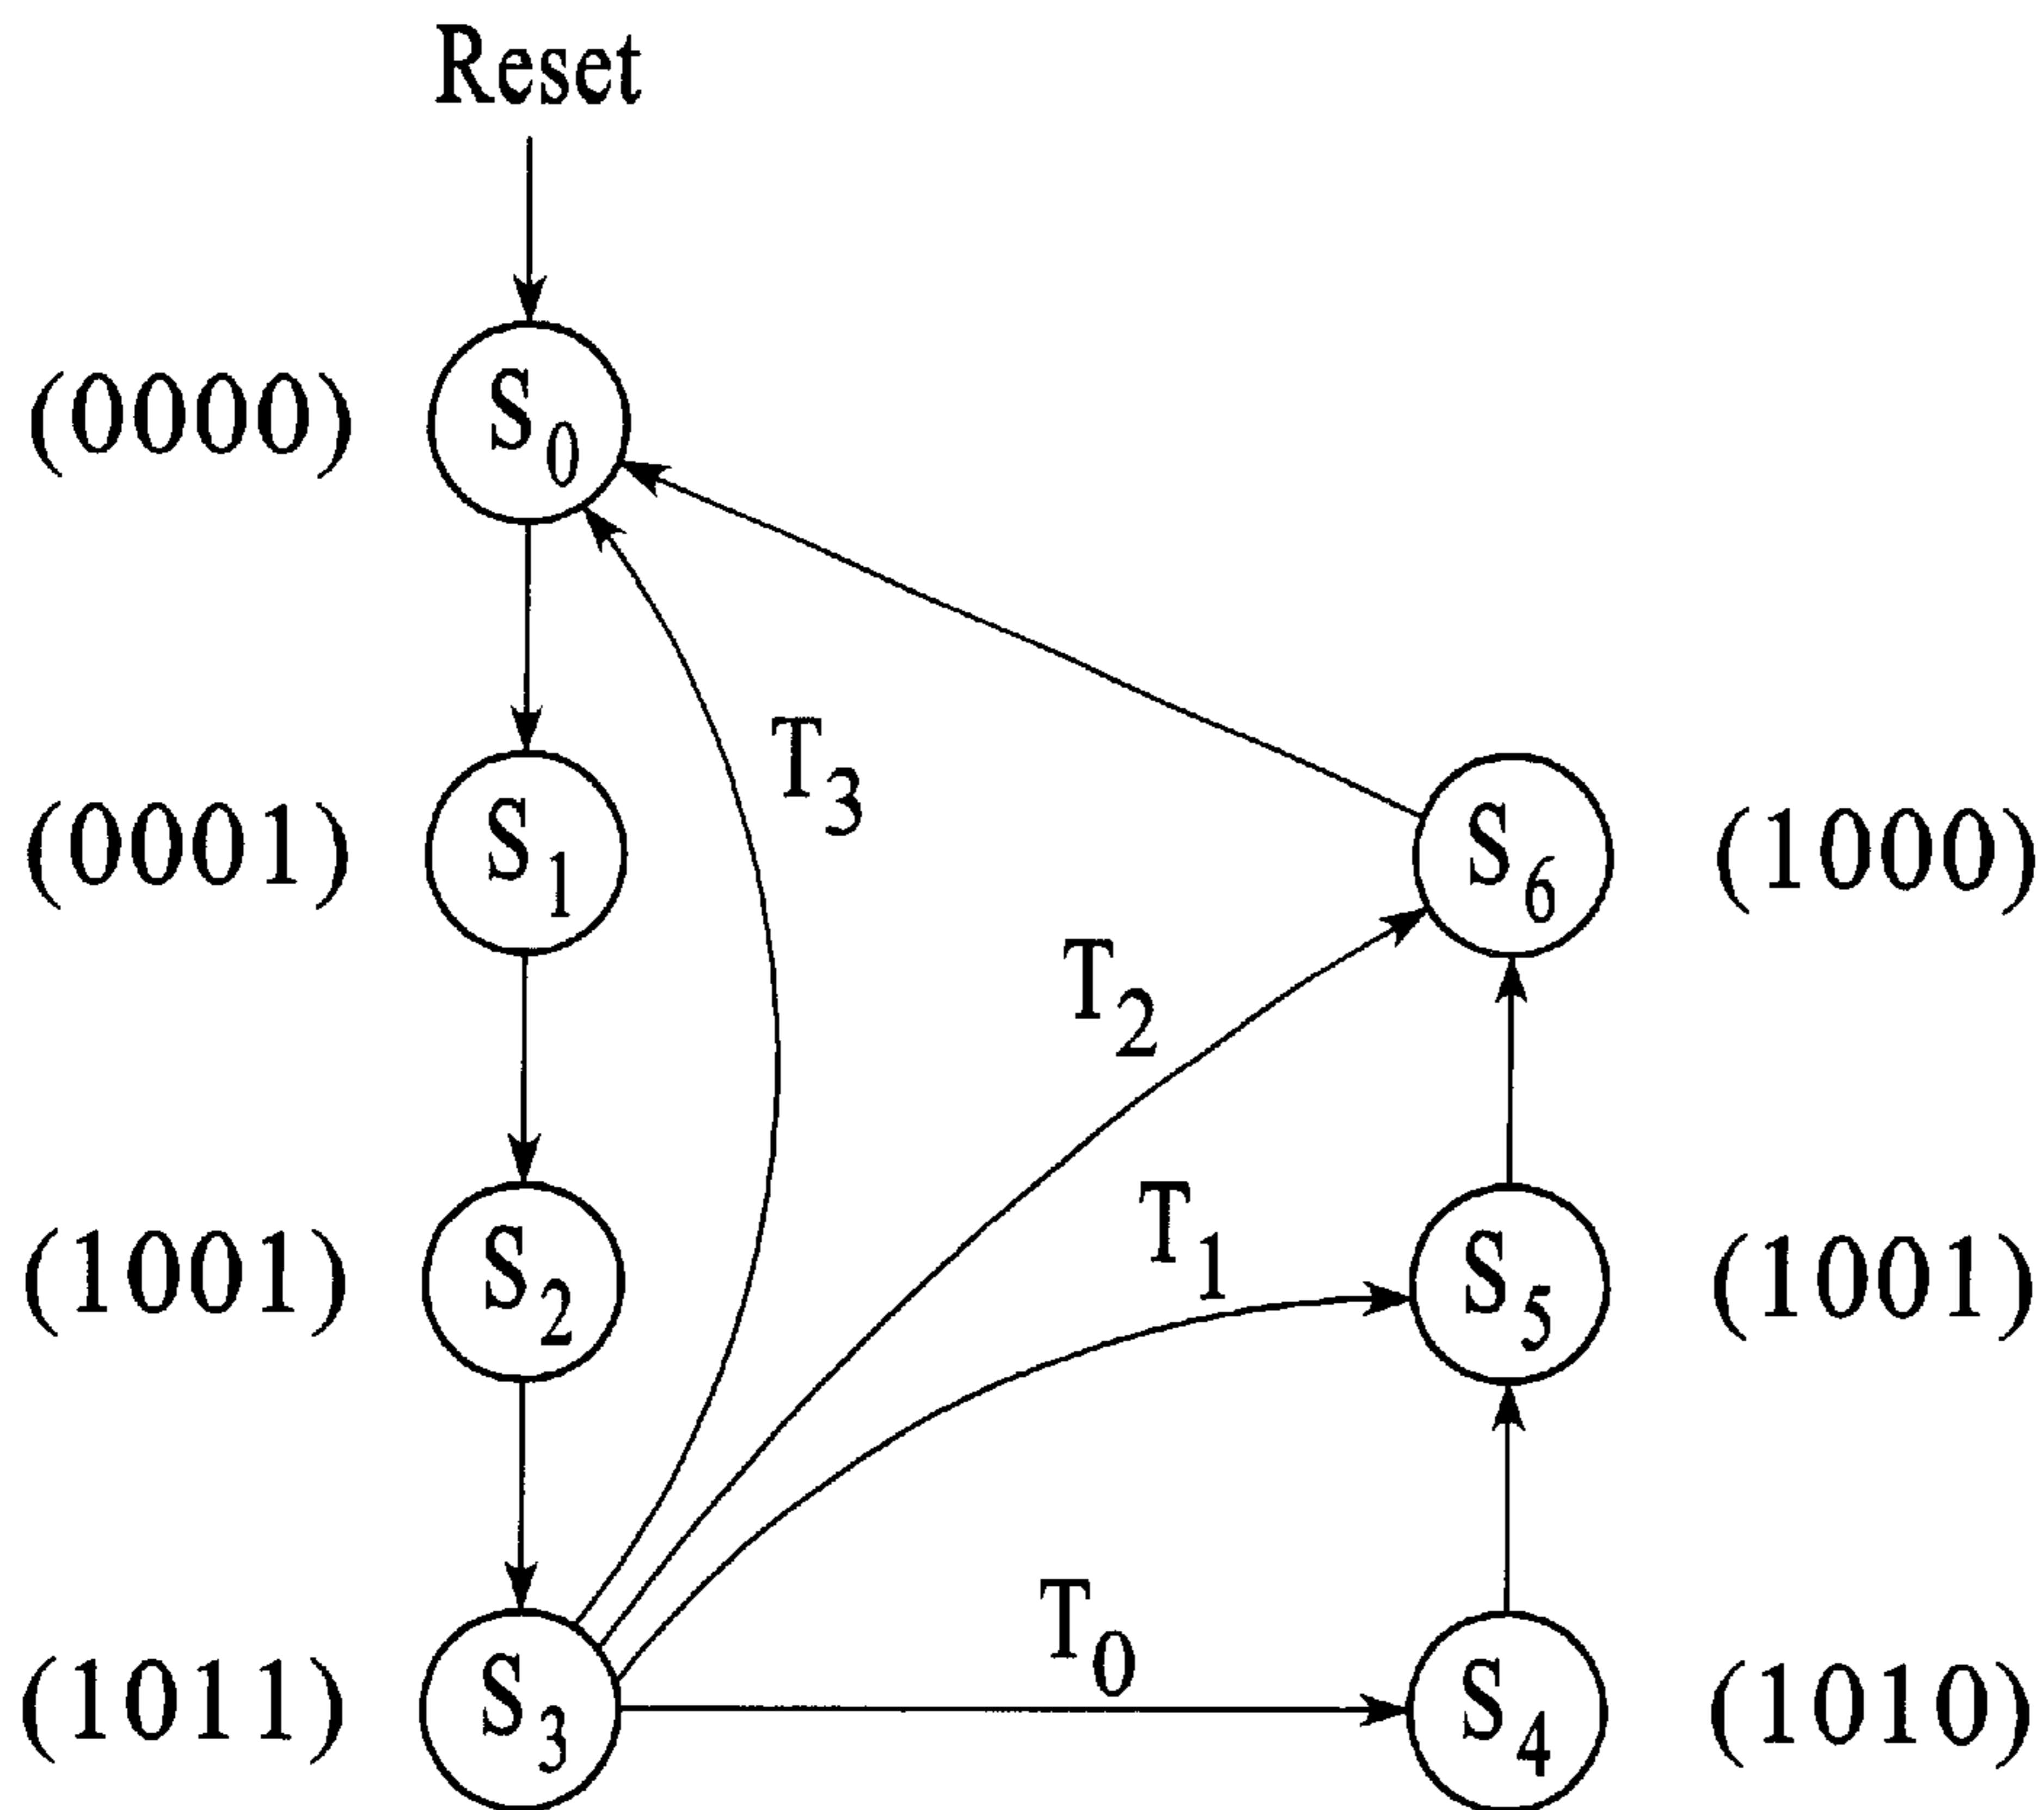 Reset
(0000) S0
T3
(0001) S1 S6 (1000)
T2
(1001) S2 T1 S5 (1001)
T0
(1011) S3 S4 (1010)